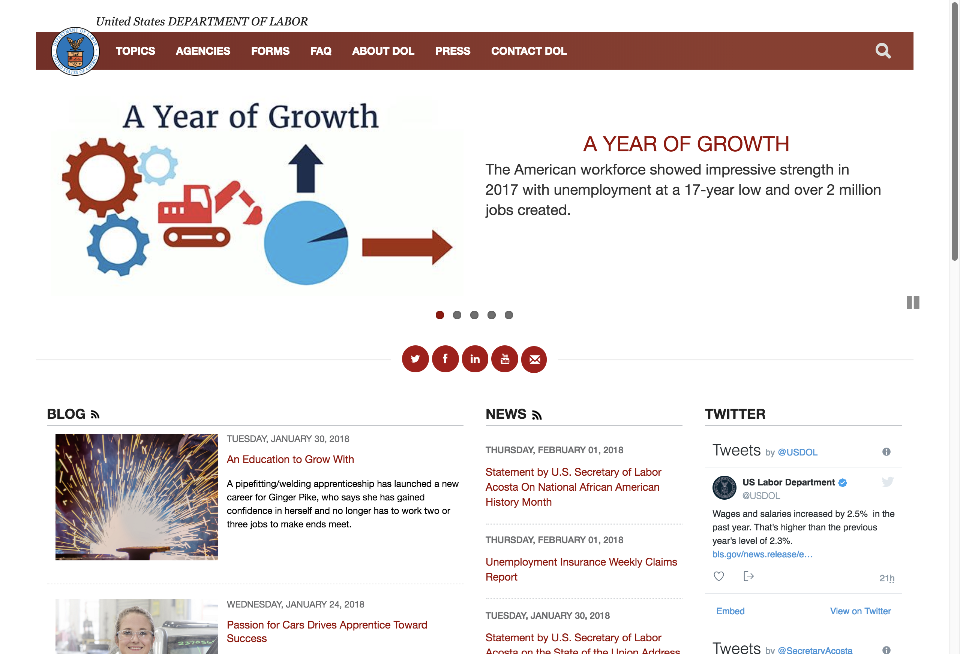 United States DEPARTMENT OF LABOR
TOPICS AGENCIES FORMS FAQ ABOUT DOL PRESS CONTACT DOL
A Year of Growth
A YEAR OF GROWTH
The American workforce showed impressive strength in
2017 with unemployment at a 17-year low and over 2 million
jobs created.
BLOG
TUESDAY, JANUARY 30, 2018
An Education to Grow With
A pipefitting/welding apprenticeship has launched a new
career for Ginger Pike, who says she has gained
confidence in herself and no longer has to work two or
three jobs to make ends meet.
WEDNESDAY, JANUARY 24, 2018
Passion for Cars Drives Apprentice Toward
Success
NEWS
THURSDAY, FEBRUARY 01, 2018
Statement by U.S. Secretary of Labor
Acosta On National African American
History Month
THURSDAY, FEBRUARY 01, 2018
Unemployment Insurance Weekly Claims
Report
TUESDAY, JANUARY 30, 2018
Statement by U.S. Secretary of Labor
Acosta on the State of the Union Address
TWITTER
Tweets by @USDOL
US Labor Department
@USDOL
Wages and salaries increased by 2.5% in the
past year. That's higher than the previous
year's level of 2.3%.
bls.gov/news.release/e…
21h
Embed View on Twitter
Tweets by @SecretaryAcosta